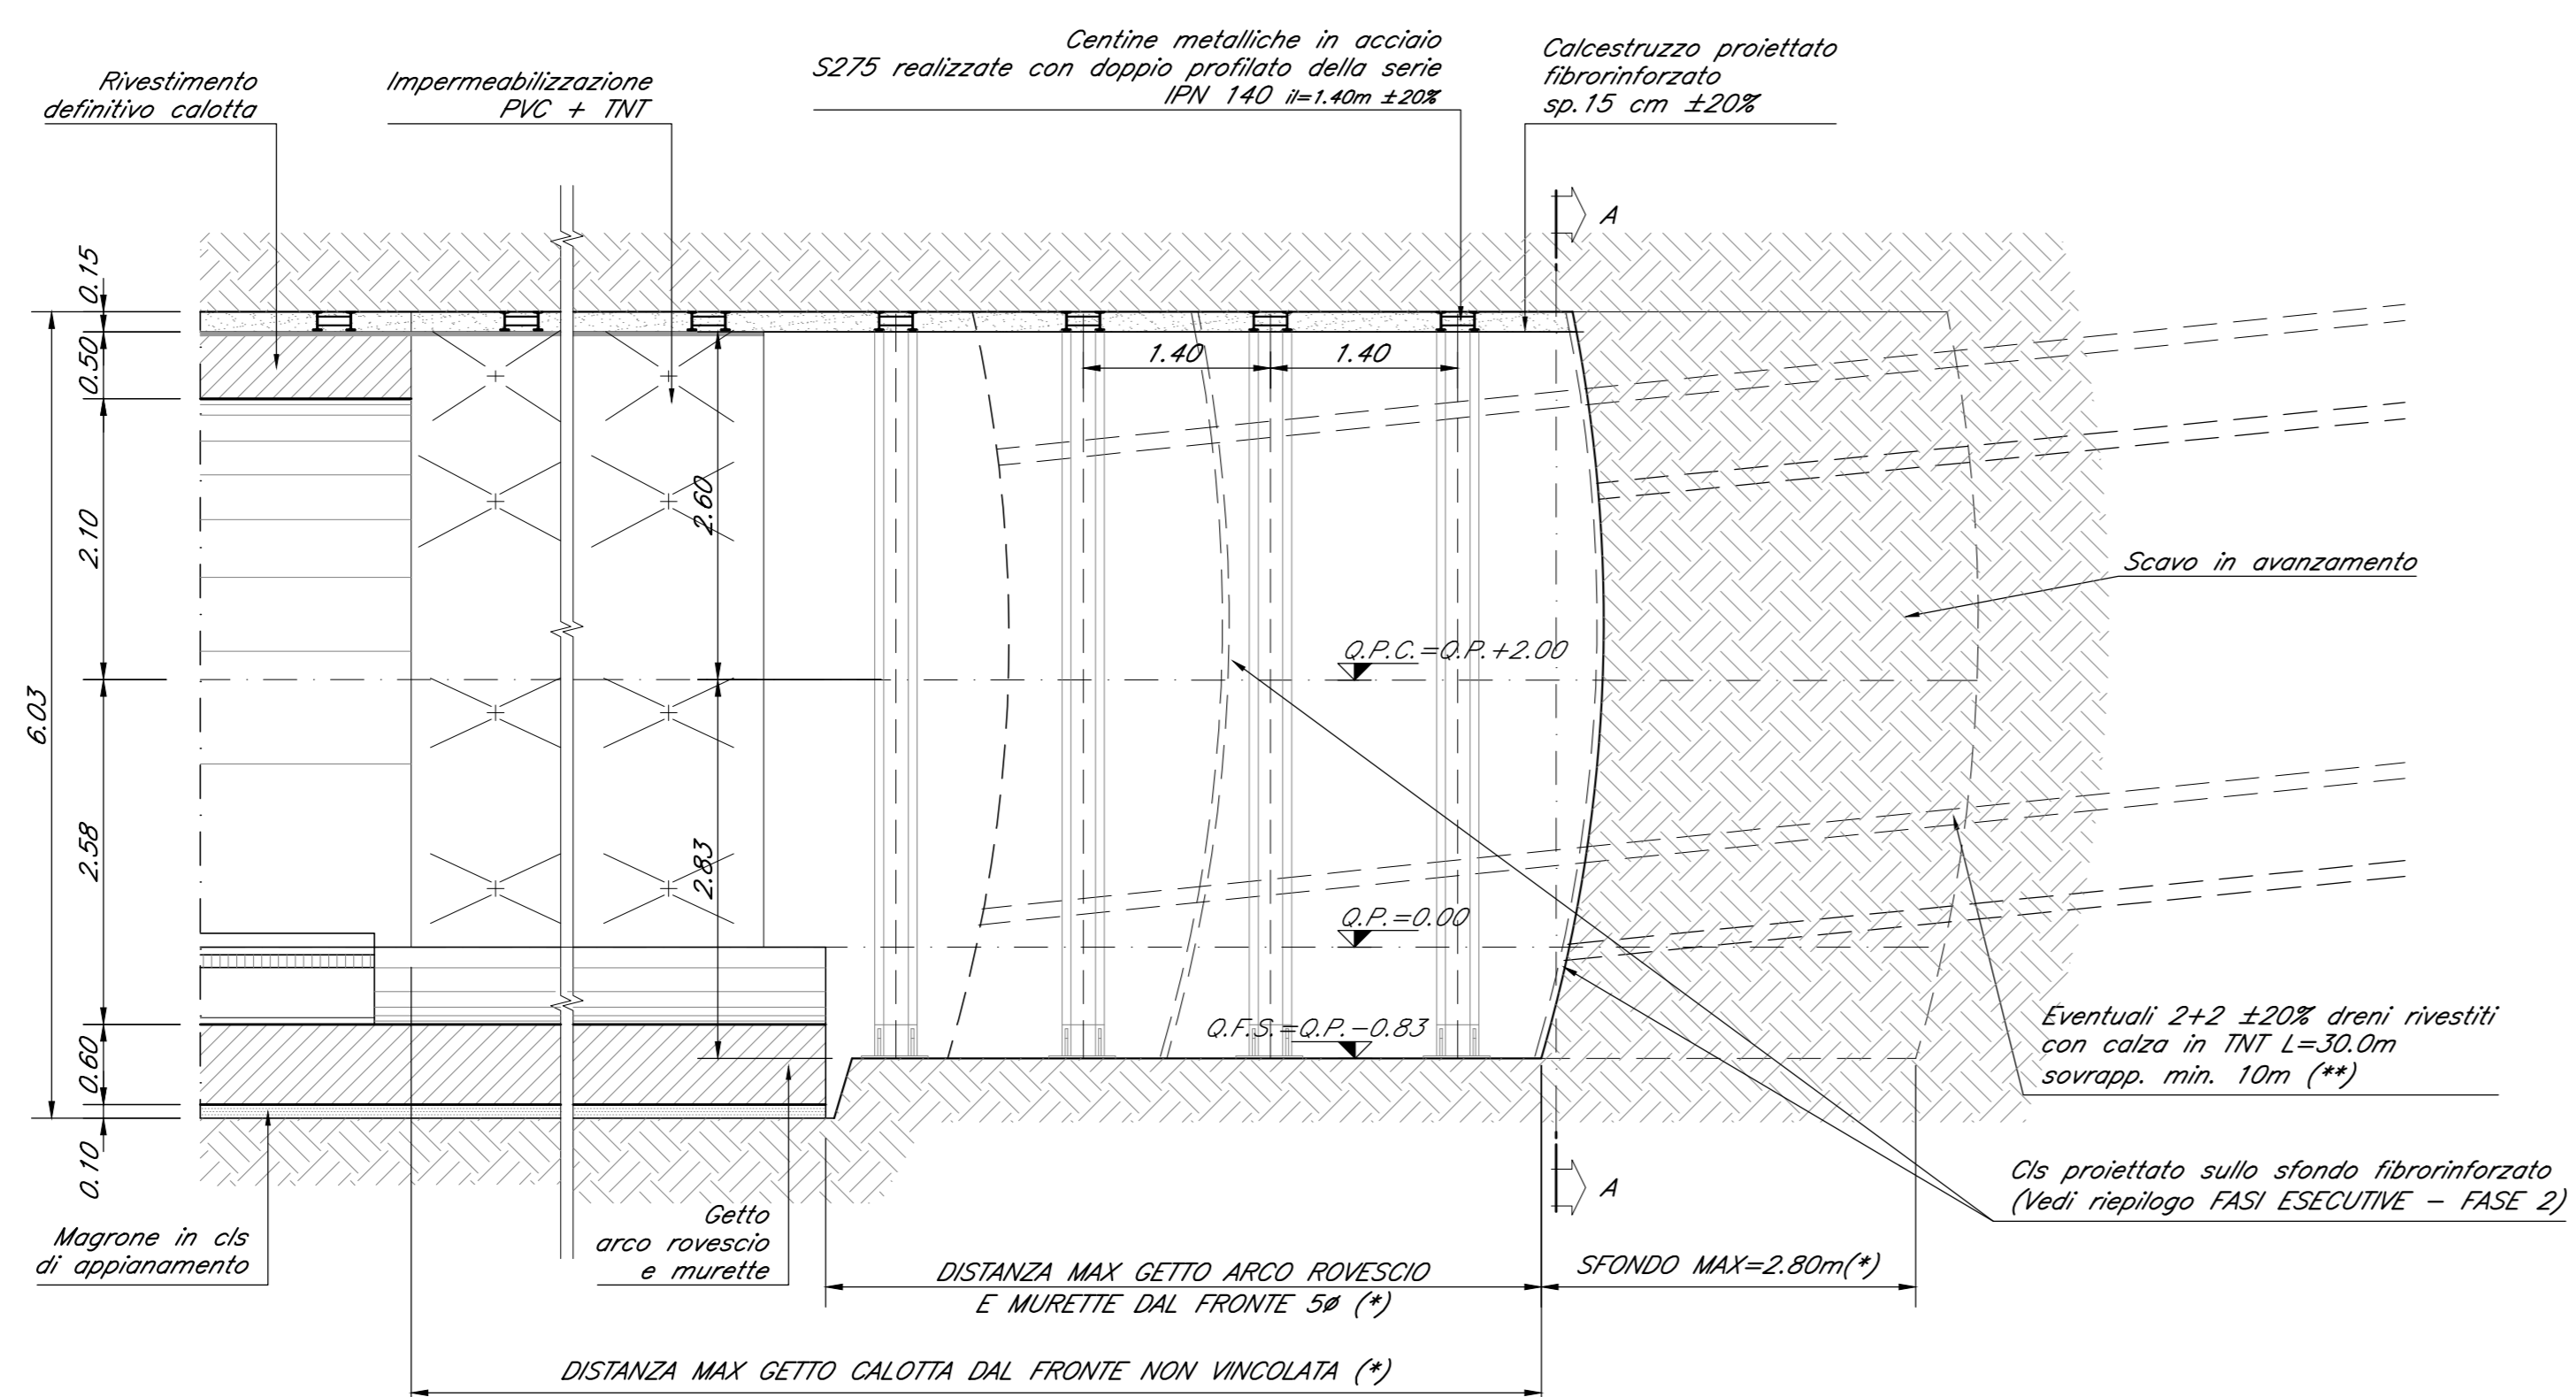 Centine metalliche in acciaio
S275 realizzate con doppio profilato della serie
IPN 140 il=1.40m ±20%
Calcestruzzo proiettato
fibrorinforzato
sp.15 cm ±20%
Rivestimento
definitivo calotta
Impermeabilizzazione
PVC + TNT
A
0.15
0.50
2.10
2.58
0.60
0.10
6.03
1.40
1.40
2.60
2.83
Q.P.C.=Q.P.+2.00
Q.P.=0.00
Q.F.S.=Q.P.-0.83
Scavo in avanzamento
Eventuali 2+2 ±20% dreni rivestiti
con calza in TNT L=30.0m
sovrapp. min. 10m (**)
Cls proiettato sullo sfondo fibrorinforzato
(Vedi riepilogo FASI ESECUTIVE - FASE 2)
A
Magrone in cls
di appianamento
Getto
arco rovescio
e murette
DISTANZA MAX GETTO ARCO ROVESCIO
E MURETTE DAL FRONTE 5ø (*)
SFONDO MAX=2.80m(*)
DISTANZA MAX GETTO CALOTTA DAL FRONTE NON VINCOLATA (*)